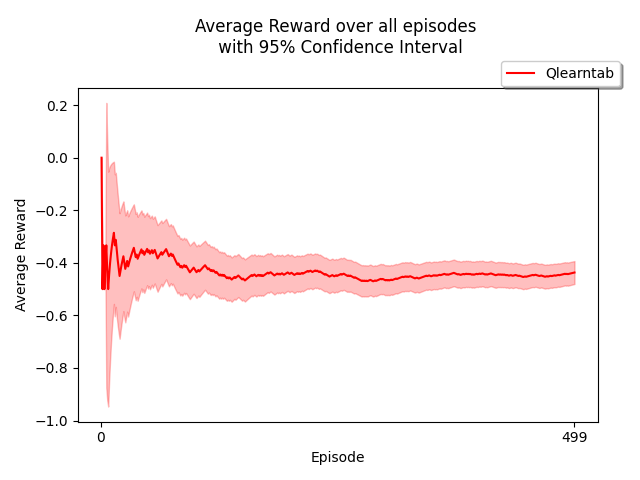 Average Reward over all episodes
with 95% Confidence Interval
Qlearntab
Average Reward
0.2
0.0
−0.2
−0.4
−0.6
−0.8
−1.0
0
499
Episode